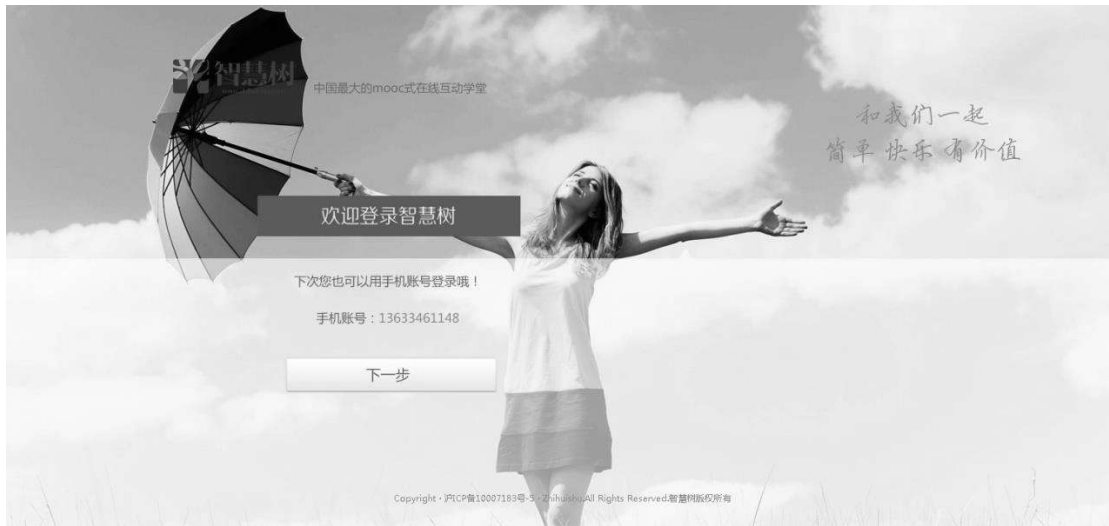 智慧树
中国最大的mooc式在线互动学堂
和我们一起
简单 快乐 有价值
欢迎登录智慧树
下次您也可以用手机账号登录哦！
手机账号：13633461148
下一步
Copyright · 沪ICP备10007183号-5 · Zhihuishu.All Rights Reserved.智慧树版权所有